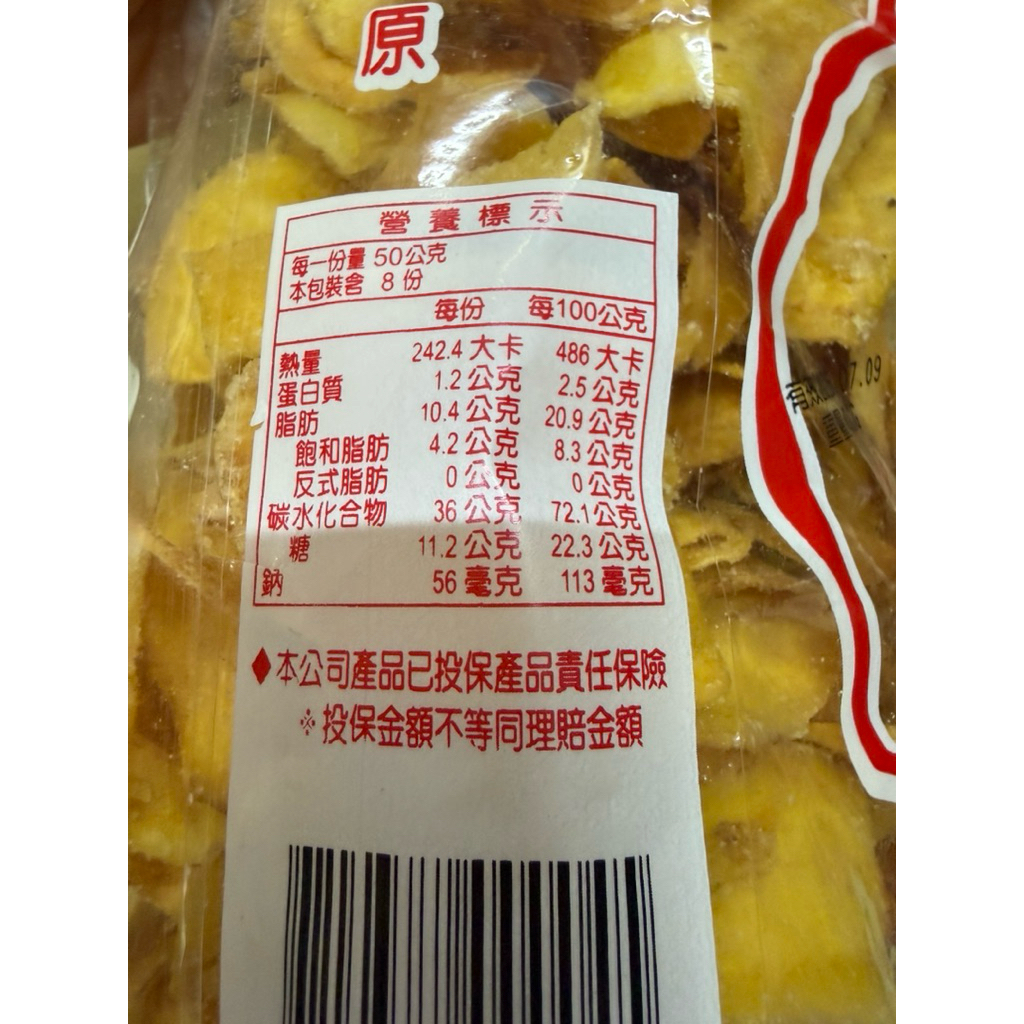 原
營養標示
每一份量 50公克
本包裝含 8 份
每份 每100公克
熱量 242.4 大卡 486 大卡
蛋白質 1.2 公克 2.5 公克
脂肪 10.4 公克 20.9 公克
飽和脂肪 4.2 公克 8.3 公克
反式脂肪 0 公克 0 公克
碳水化合物 36 公克 72.1公克
糖 11.2 公克 22.3 公克
鈉 56 毫克 113 毫克
◆本公司產品已投保產品責任保險
※投保金額不等同理賠金額
有效 07.09